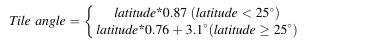 Tile angle = { latitude*0.87 (latitude < 25°)
latitude*0.76 + 3.1°(latitude ≥ 25°)